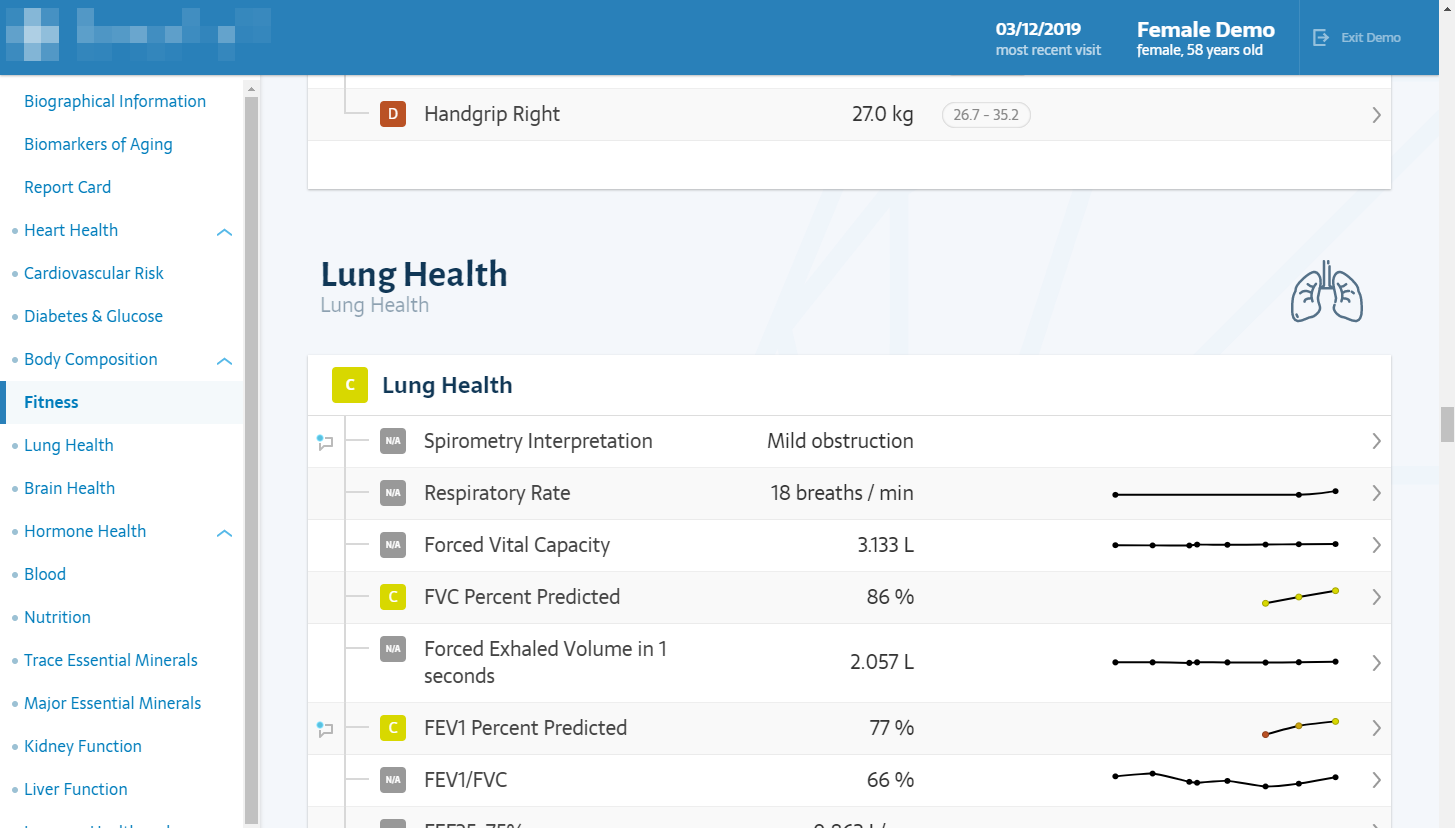 03/12/2019
most recent visit
Female Demo
female, 58 years old
Exit Demo
Biographical Information
Biomarkers of Aging
Report Card
Heart Health
Cardiovascular Risk
Diabetes & Glucose
Body Composition
Fitness
Lung Health
Brain Health
Hormone Health
Blood
Nutrition
Trace Essential Minerals
Major Essential Minerals
Kidney Function
Liver Function
D Handgrip Right 27.0 kg 26.7 - 35.2
Lung Health
Lung Health
C Lung Health
N/A Spirometry Interpretation Mild obstruction
N/A Respiratory Rate 18 breaths / min
N/A Forced Vital Capacity 3.133 L
C FVC Percent Predicted 86 %
N/A Forced Exhaled Volume in 1
seconds 2.057 L
C FEV1 Percent Predicted 77 %
N/A FEV1/FVC 66 %